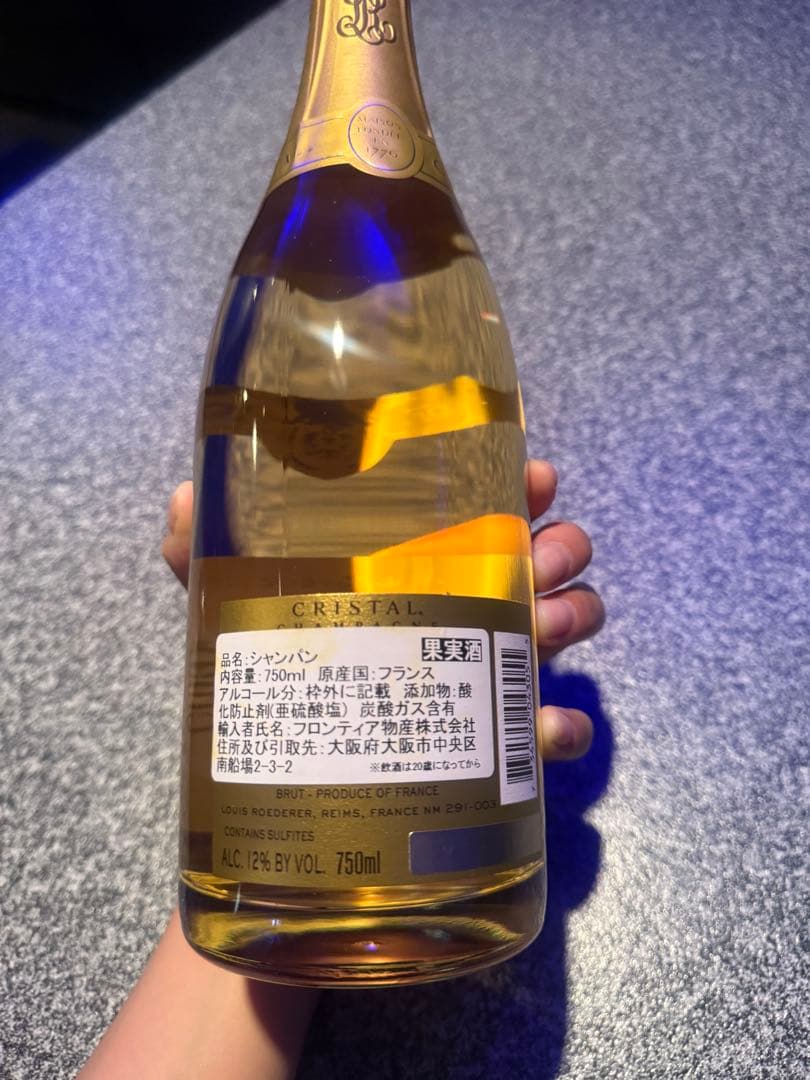 MAISON
FONDÉE
EN
1776
CRISTAL
CHAMPAGNE
品名:シャンパン 果実酒
内容量:750ml 原産国:フランス
アルコール分:枠外に記載 添加物:酸
化防止剤(亜硫酸塩) 炭酸ガス含有
輸入者氏名:フロンティア物産株式会社
住所及び引取先:大阪府大阪市中央区
南船場2-3-2 ※飲酒は20歳になってから
BRUT - PRODUCE OF FRANCE
LOUIS ROEDERER, REIMS, FRANCE NM 291-003
CONTAINS SULFITES
ALC. 12% BY VOL. 750ml